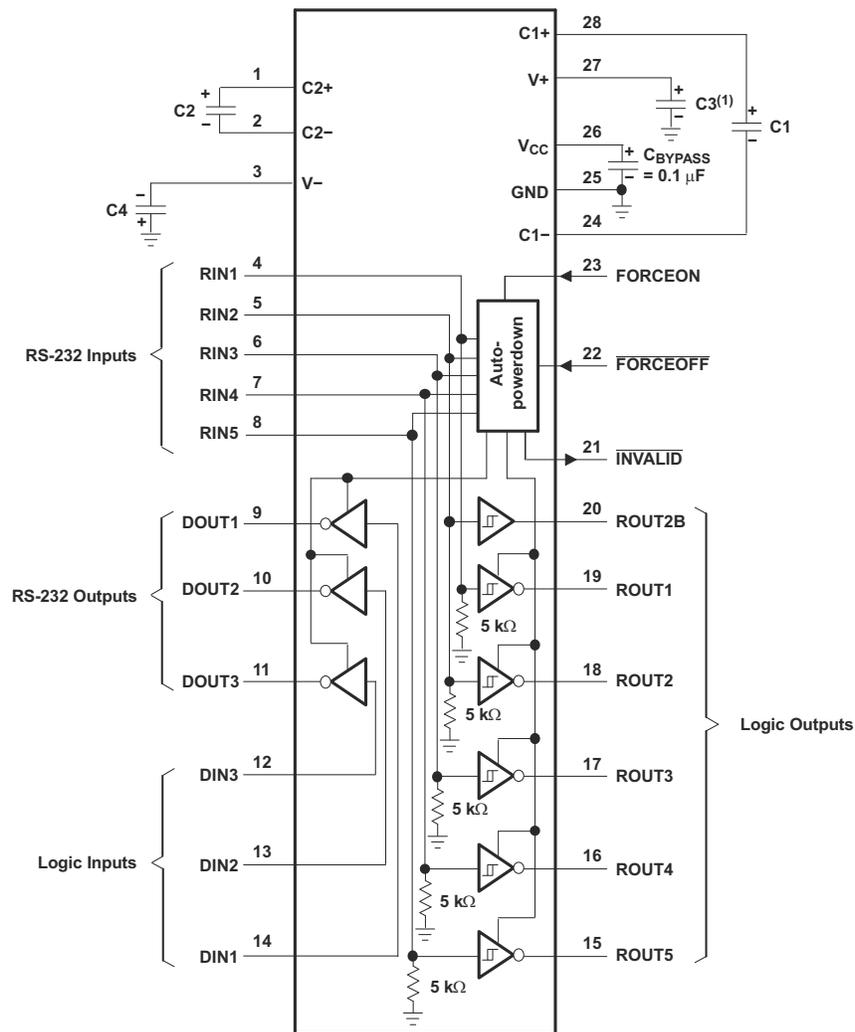 28
C1+
1
C2+
+
C2
−
2
C2−
3
V−
−
C4
+
27
V+
+
C3(1)
−
+
C1
−
26
VCC
+
CBYPASS
−
= 0.1 μF
25
GND
24
C1−
RS-232 Inputs
RIN1
4
RIN2
5
RIN3
6
RIN4
7
RIN5
8
Auto-
powerdown
23
FORCEON
22
FORCEOFF
21
INVALID
RS-232 Outputs
DOUT1
9
DOUT2
10
DOUT3
11
20
ROUT2B
19
ROUT1
5 kΩ
18
ROUT2
5 kΩ
17
ROUT3
5 kΩ
16
ROUT4
5 kΩ
15
ROUT5
5 kΩ
Logic Outputs
Logic Inputs
DIN3
12
DIN2
13
DIN1
14